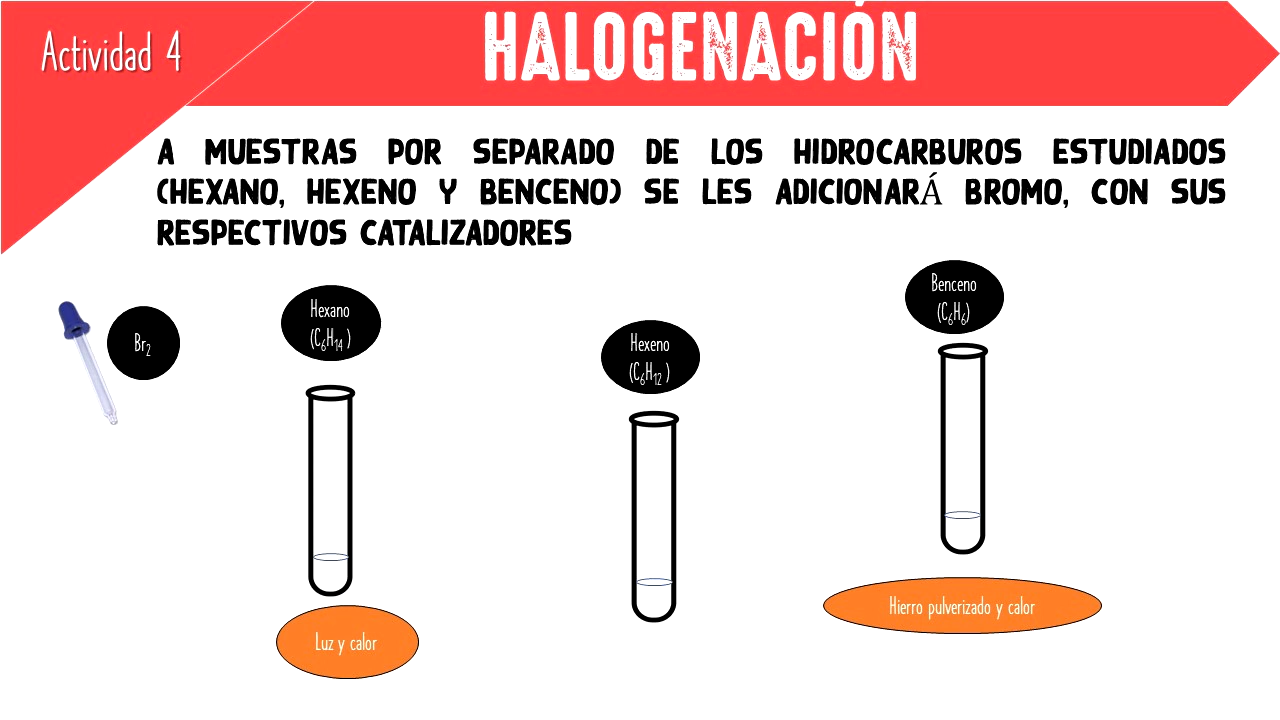 Actividad 4
HALOGENACIÓN
A MUESTRAS POR SEPARADO DE LOS HIDROCARBUROS ESTUDIADOS
(HEXANO, HEXENO Y BENCENO) SE LES ADICIONARÁ BROMO, CON SUS
RESPECTIVOS CATALIZADORES
Br₂
Hexano
(C₆H₁₄ )
Hexeno
(C₆H₁₂ )
Benceno
(C₆H₆)
Luz y calor
Hierro pulverizado y calor